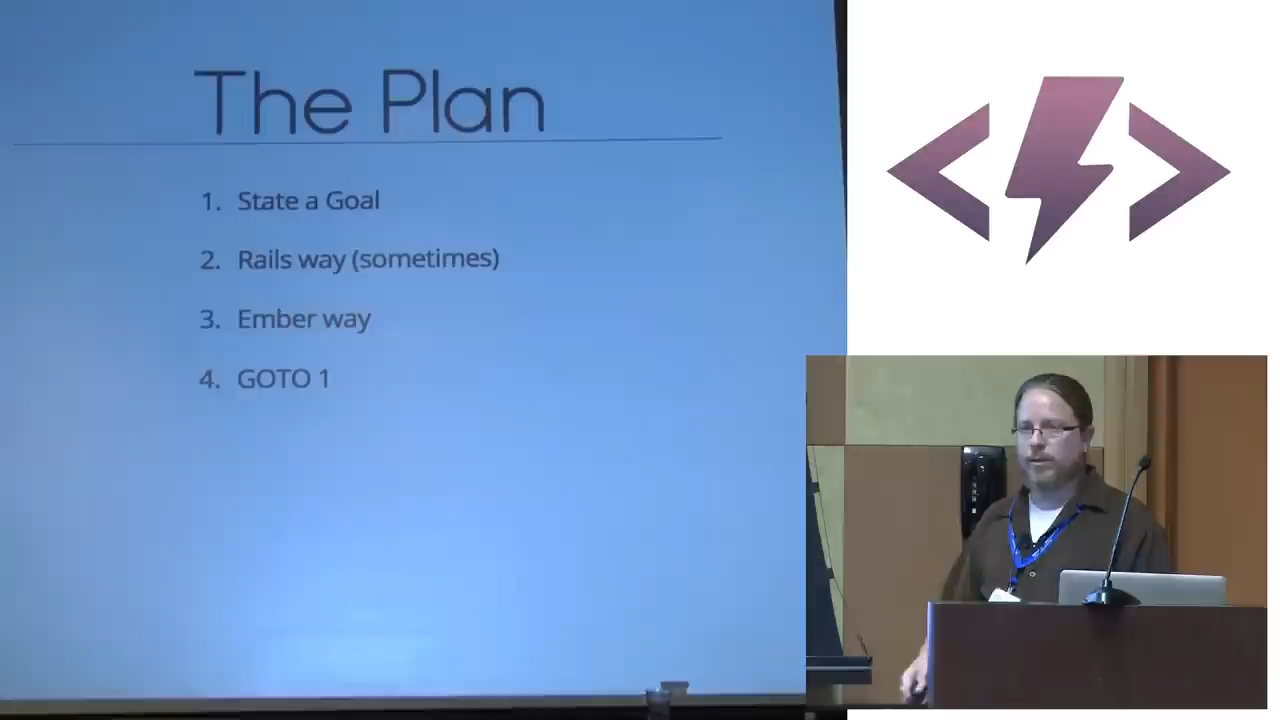 The Plan
1. State a Goal
2. Rails way (sometimes)
3. Ember way
4. GOTO 1